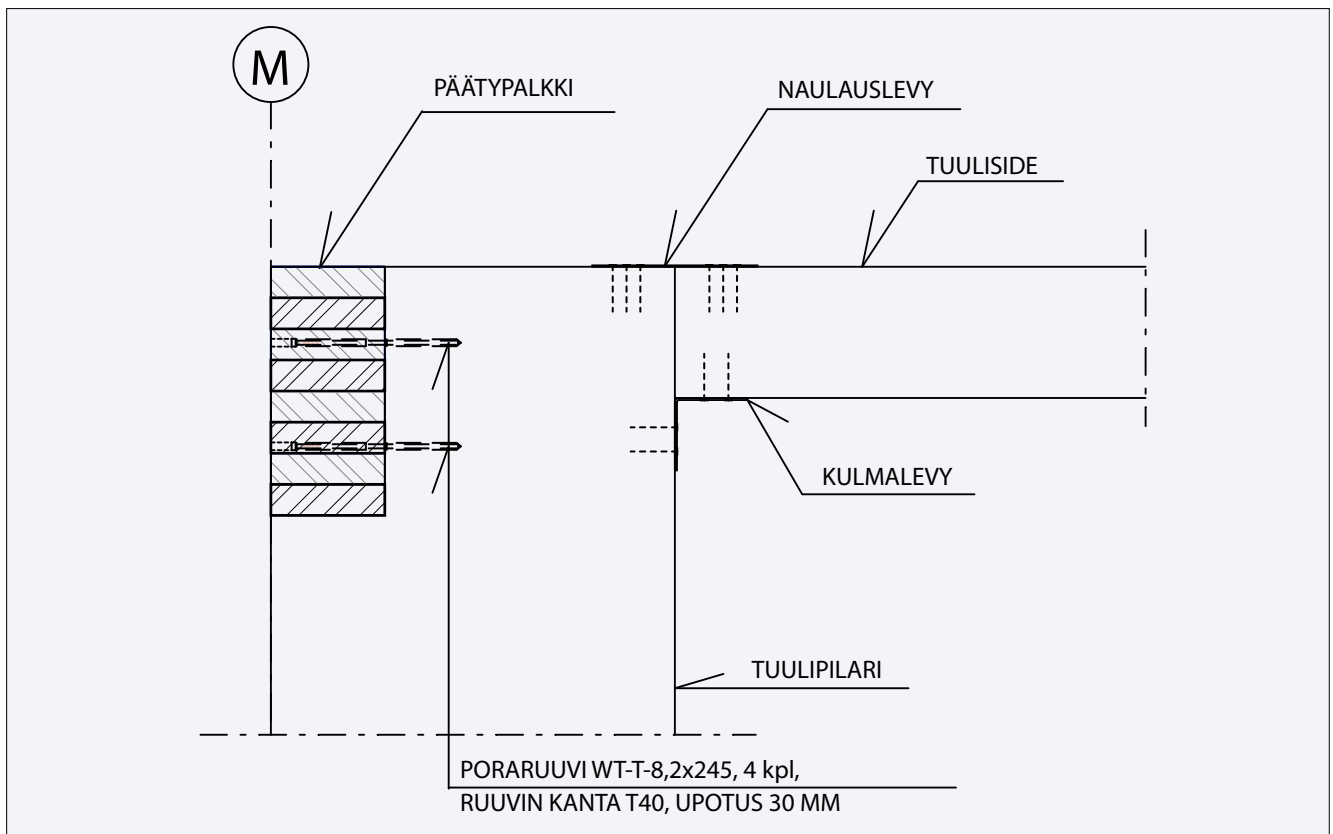 M
PÄÄTYPALKKI
NAULAUSLEVY
TUULISIDE
KULMALEVY
TUULIPILARI
PORARUUVI WT-T-8,2x245, 4 kpl,
RUUVIN KANTA T40, UPOTUS 30 MM